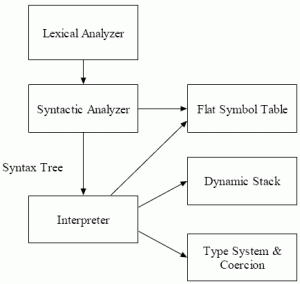 Lexical Analyzer
Syntactic Analyzer
Flat Symbol Table
Syntax Tree
Dynamic Stack
Interpreter
Type System &
Coercion